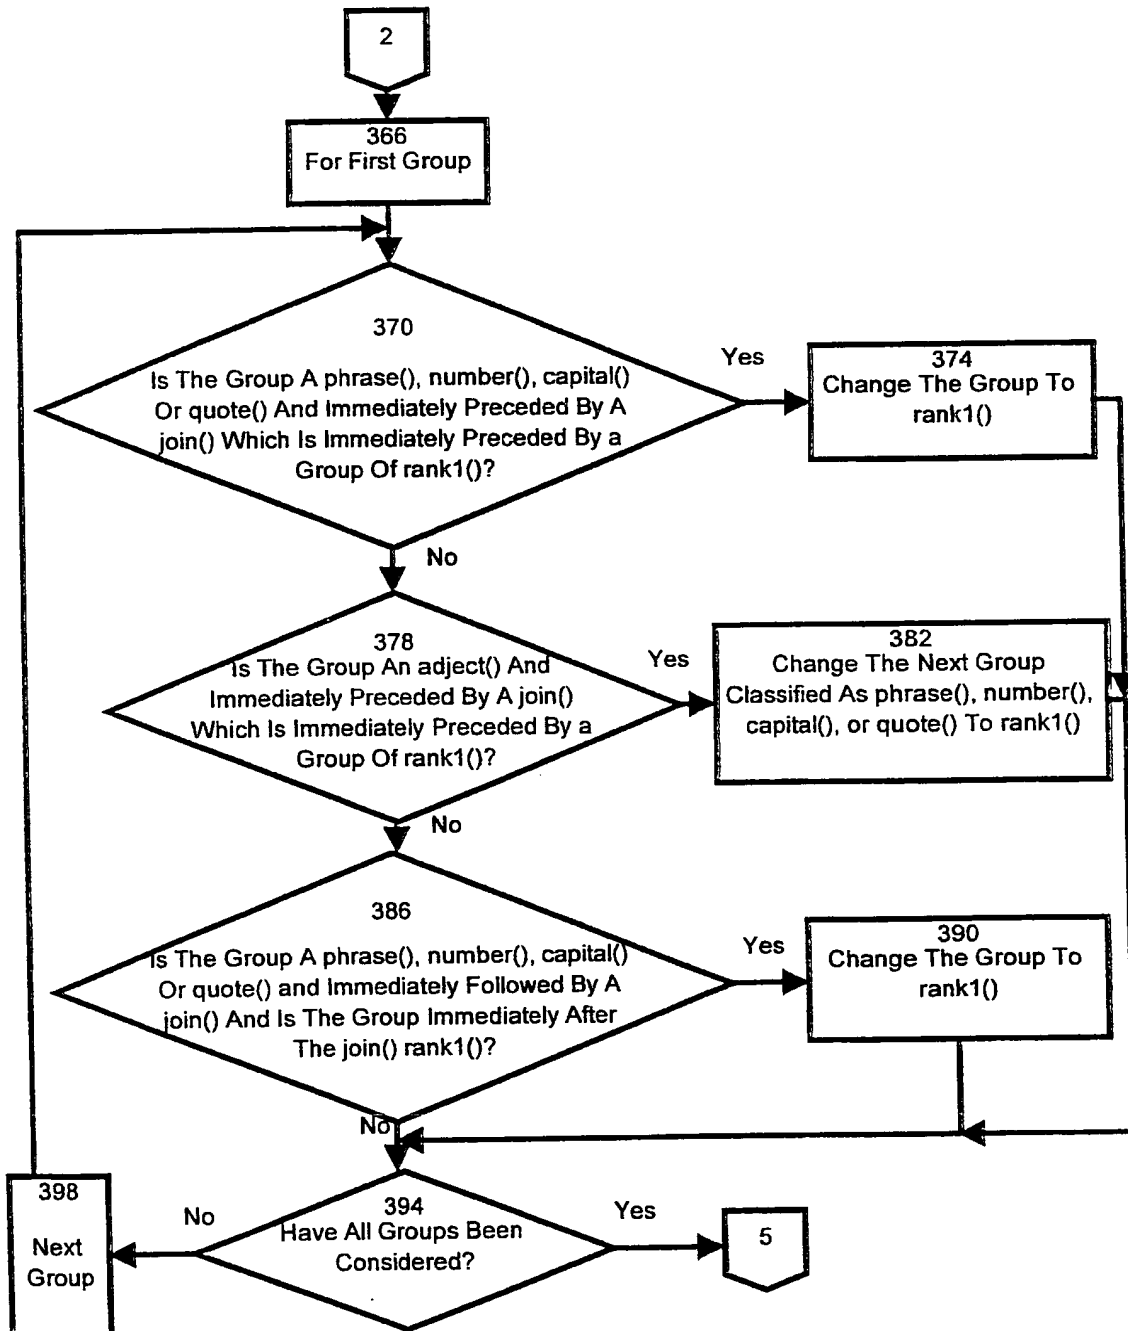 2
366
For First Group
370
Is The Group A phrase(), number(), capital()
Or quote() And Immediately Preceded By A
join() Which Is Immediately Preceded By a
Group Of rank1()?
Yes
374
Change The Group To
rank1()
No
378
Is The Group An adject() And
Immediately Preceded By A join()
Which Is Immediately Preceded By a
Group Of rank1()?
Yes
382
Change The Next Group
Classified As phrase(), number(),
capital(), or quote() To rank1()
No
386
Is The Group A phrase(), number(), capital()
Or quote() and Immediately Followed By A
join() And Is The Group Immediately After
The join() rank1()?
Yes
390
Change The Group To
rank1()
No
394
Have All Groups Been
Considered?
Yes
5
No
398
Next
Group